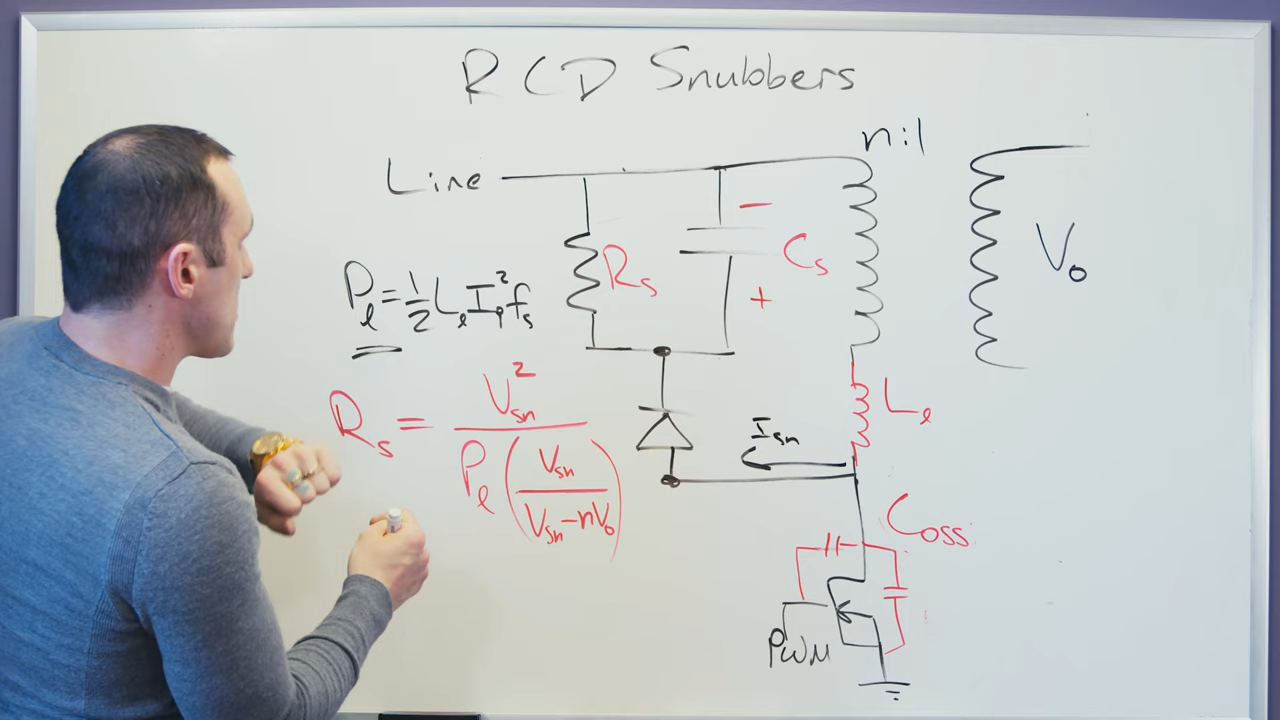 RCD Snubbers
n:1
Line
−
Rs
Cs
Vo
+
Pℓ = 1/2 Lℓ Ip² fs
Rs = Vsn² / Pℓ (Vsn / Vsn − nVo)
Lℓ
Isn
Coss
PWM